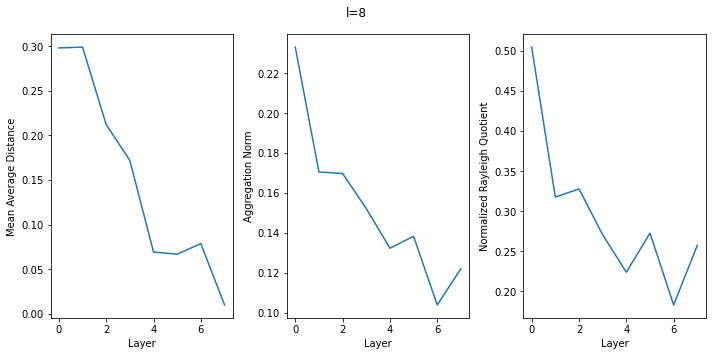 l=8
Mean Average Distance
0.30
0.25
0.20
0.15
0.10
0.05
0.00
0 2 4 6
Layer
Aggregation Norm
0.22
0.20
0.18
0.16
0.14
0.12
0.10
0 2 4 6
Layer
Normalized Rayleigh Quotient
0.50
0.45
0.40
0.35
0.30
0.25
0.20
0 2 4 6
Layer